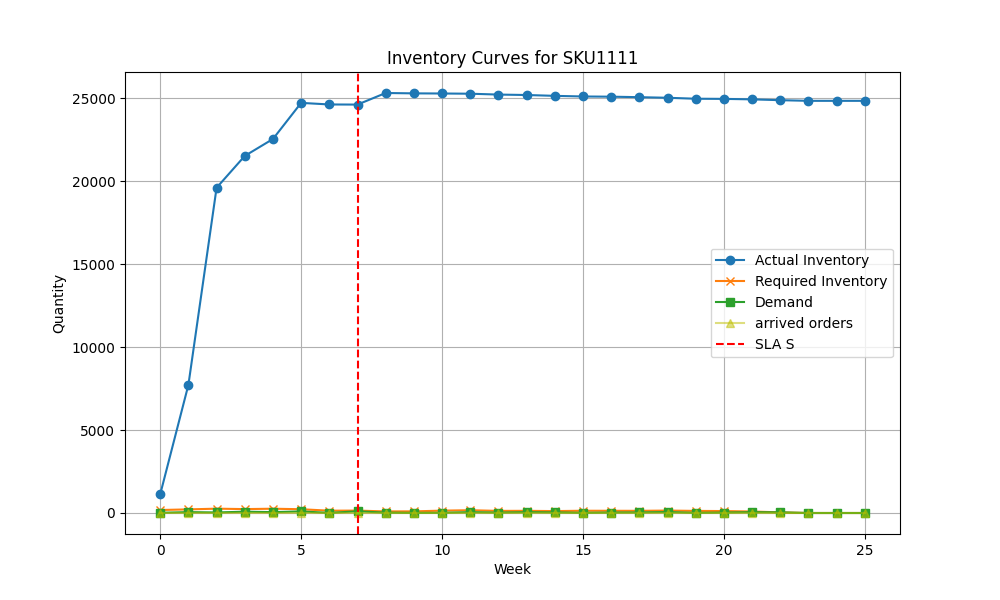 Inventory Curves for SKU1111
Quantity
25000
20000
15000
10000
5000
0
Actual Inventory
Required Inventory
Demand
arrived orders
SLA S
0 5 10 15 20 25
Week